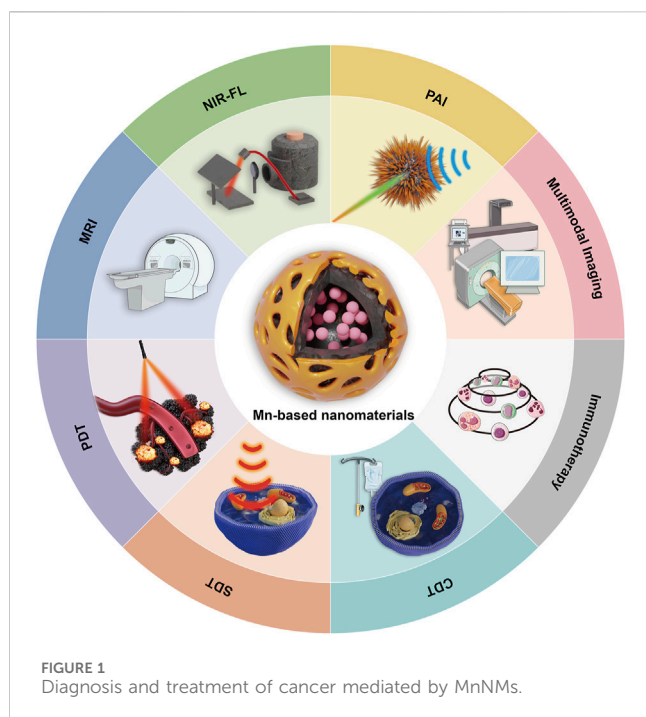 NIR-FL
PAI
MRI
Multimodal Imaging
Mn-based nanomaterials
PDT
Immunotherapy
SDT
CDT
FIGURE 1
Diagnosis and treatment of cancer mediated by MnNMs.